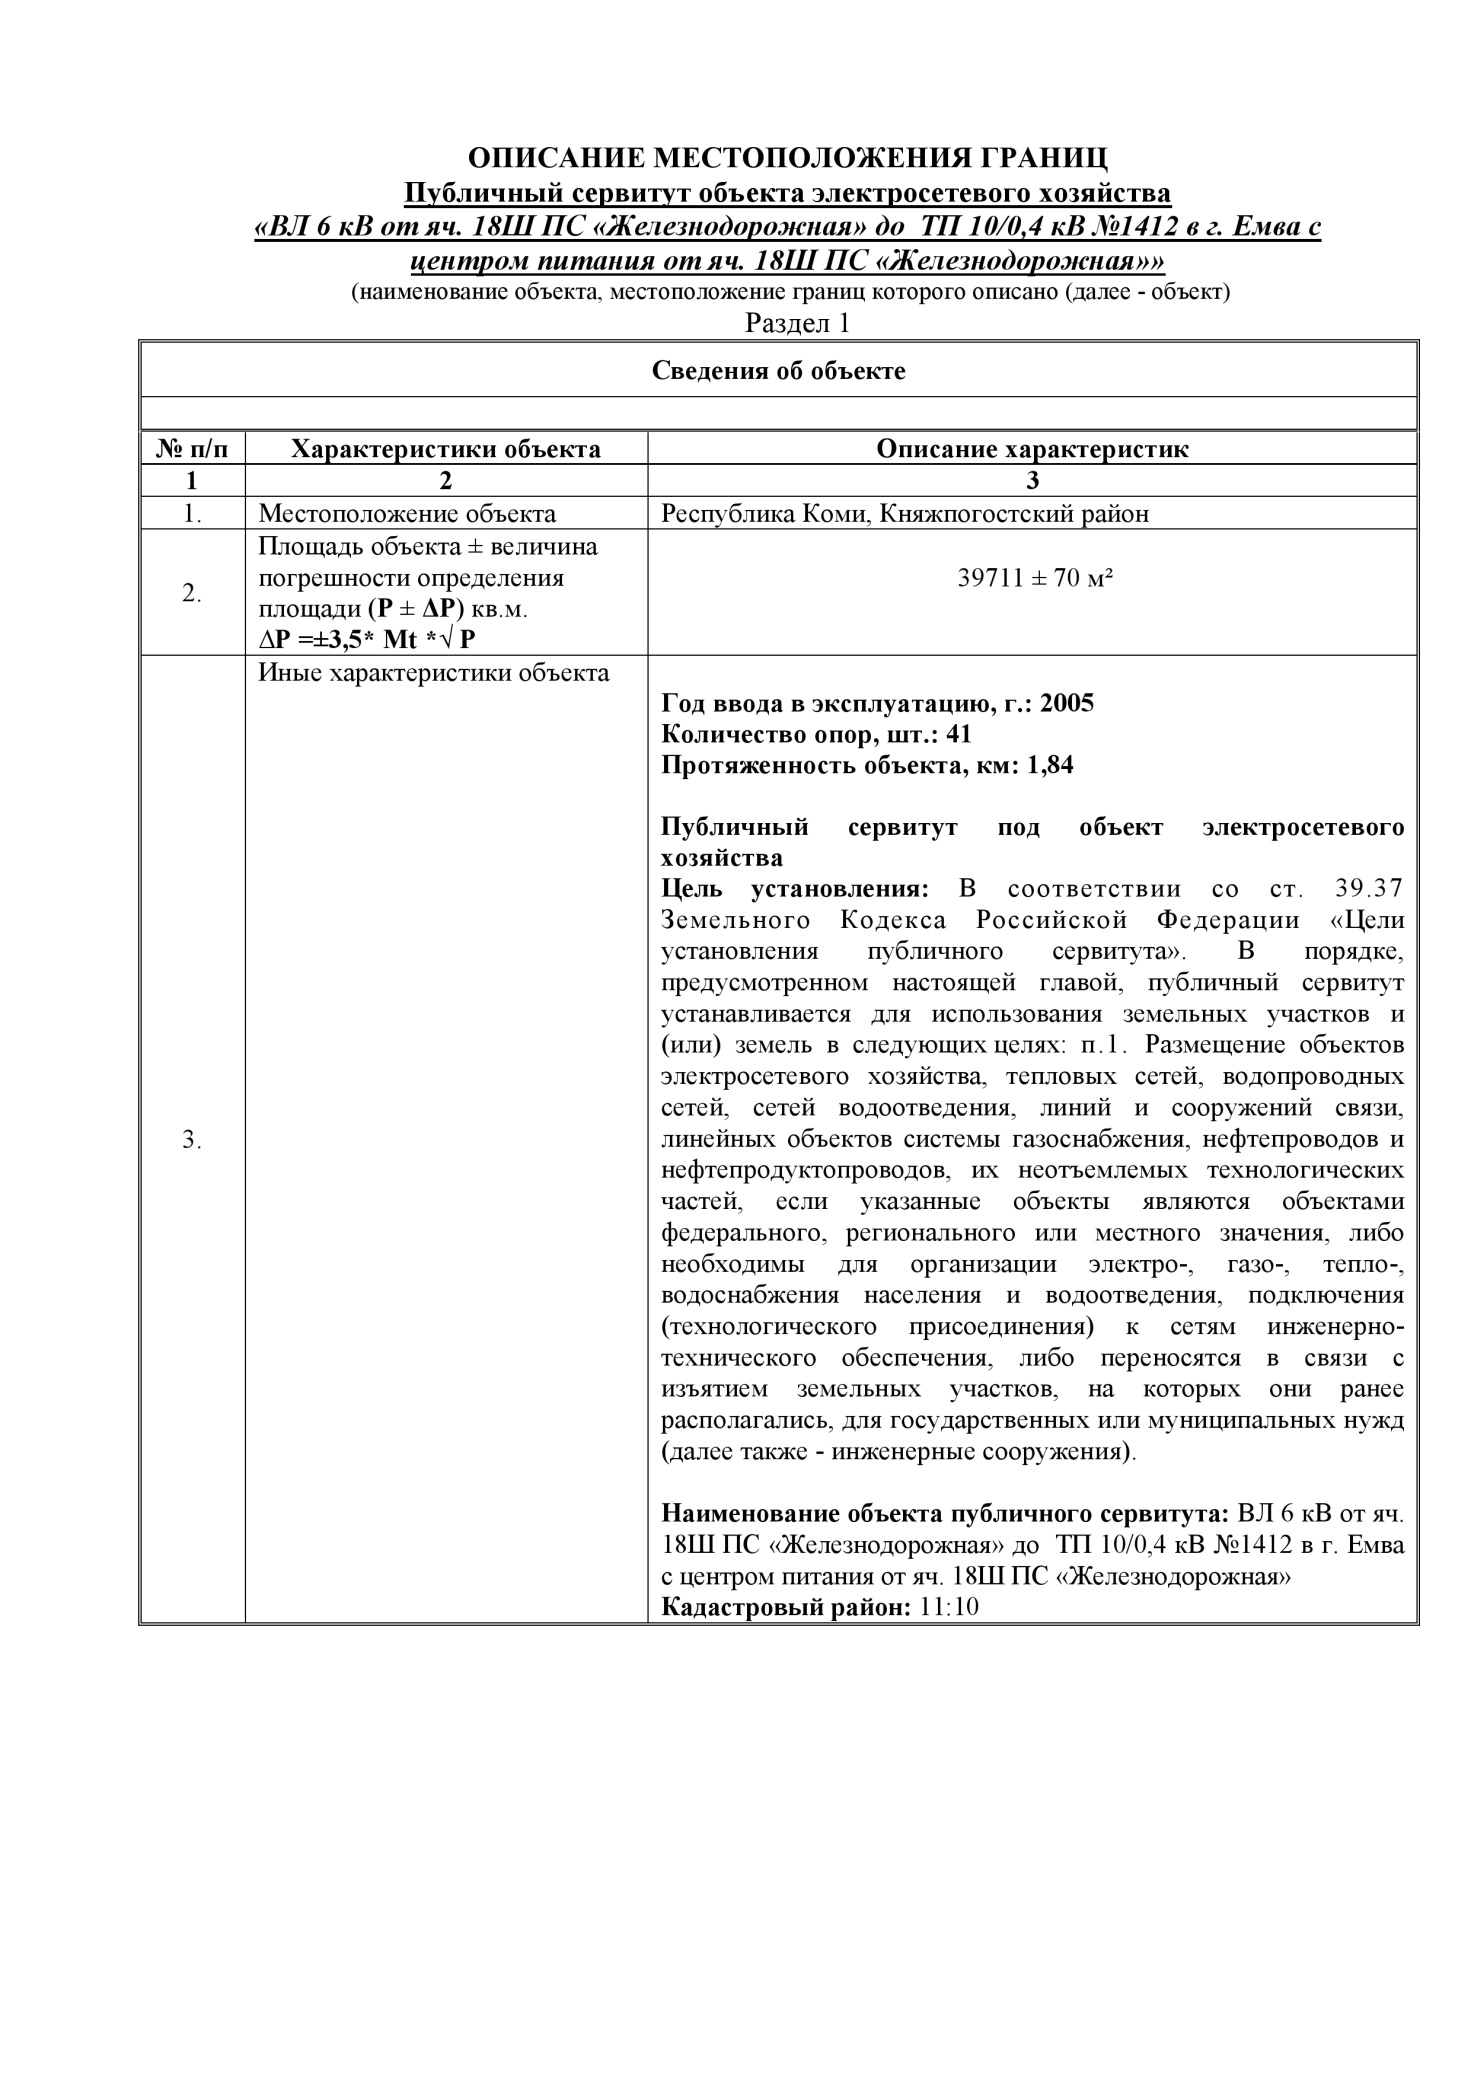 ОПИСАНИЕ МЕСТОПОЛОЖЕНИЯ ГРАНИЦ
Публичный сервитут объекта электросетевого хозяйства
«ВЛ 6 кВ от яч. 18Ш ПС «Железнодорожная» до ТП 10/0,4 кВ №1412 в г. Емва с
центром питания от яч. 18Ш ПС «Железнодорожная»»
(наименование объекта, местоположение границ которого описано (далее - объект)
Раздел 1
Сведения об объекте
№ п/п Характеристики объекта Описание характеристик
1 2 3
1. Местоположение объекта Республика Коми, Княжпогостский район
2. Площадь объекта ± величина
погрешности определения
площади (P ± ΔP) кв.м.
ΔP =±3,5* Mt *√ P
39711 ± 70 м²
3. Иные характеристики объекта
Год ввода в эксплуатацию, г.: 2005
Количество опор, шт.: 41
Протяженность объекта, км: 1,84
Публичный сервитут под объект электросетевого
хозяйства
Цель установления: В соответствии со ст. 39.37
Земельного Кодекса Российской Федерации «Цели
установления публичного сервитута». В порядке,
предусмотренном настоящей главой, публичный сервитут
устанавливается для использования земельных участков и
(или) земель в следующих целях: п.1. Размещение объектов
электросетевого хозяйства, тепловых сетей, водопроводных
сетей, сетей водоотведения, линий и сооружений связи,
линейных объектов системы газоснабжения, нефтепроводов и
нефтепродуктопроводов, их неотъемлемых технологических
частей, если указанные объекты являются объектами
федерального, регионального или местного значения, либо
необходимы для организации электро-, газо-, тепло-,
водоснабжения населения и водоотведения, подключения
(технологического присоединения) к сетям инженерно-
технического обеспечения, либо переносятся в связи с
изъятием земельных участков, на которых они ранее
располагались, для государственных или муниципальных нужд
(далее также - инженерные сооружения).
Наименование объекта публичного сервитута: ВЛ 6 кВ от яч.
18Ш ПС «Железнодорожная» до ТП 10/0,4 кВ №1412 в г. Емва
с центром питания от яч. 18Ш ПС «Железнодорожная»
Кадастровый район: 11:10